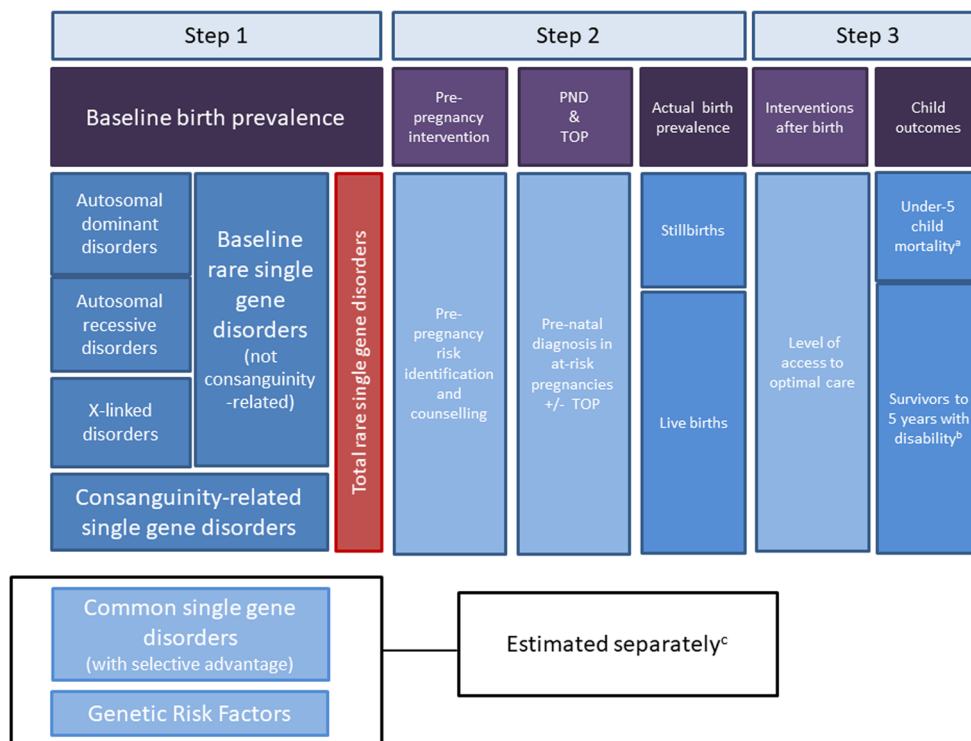 Step 1
Step 2
Step 3
Baseline birth prevalence
Pre-
pregnancy
intervention
PND
&
TOP
Actual birth
prevalence
Interventions
after birth
Child
outcomes
Autosomal
dominant
disorders
Autosomal
recessive
disorders
X-linked
disorders
Baseline
rare single
gene
disorders
(not
consanguinity
-related)
Consanguinity-related
single gene disorders
Total rare single gene disorders
Pre-
pregnancy
risk
identification
and
counselling
Pre-natal
diagnosis in
at-risk
pregnancies
+/- TOP
Stillbirths
Live births
Level of
access to
optimal care
Under-5
child
mortalityᵃ
Survivors to
5 years with
disabilityᵇ
Common single gene
disorders
(with selective advantage)
Genetic Risk Factors
Estimated separatelyᶜ